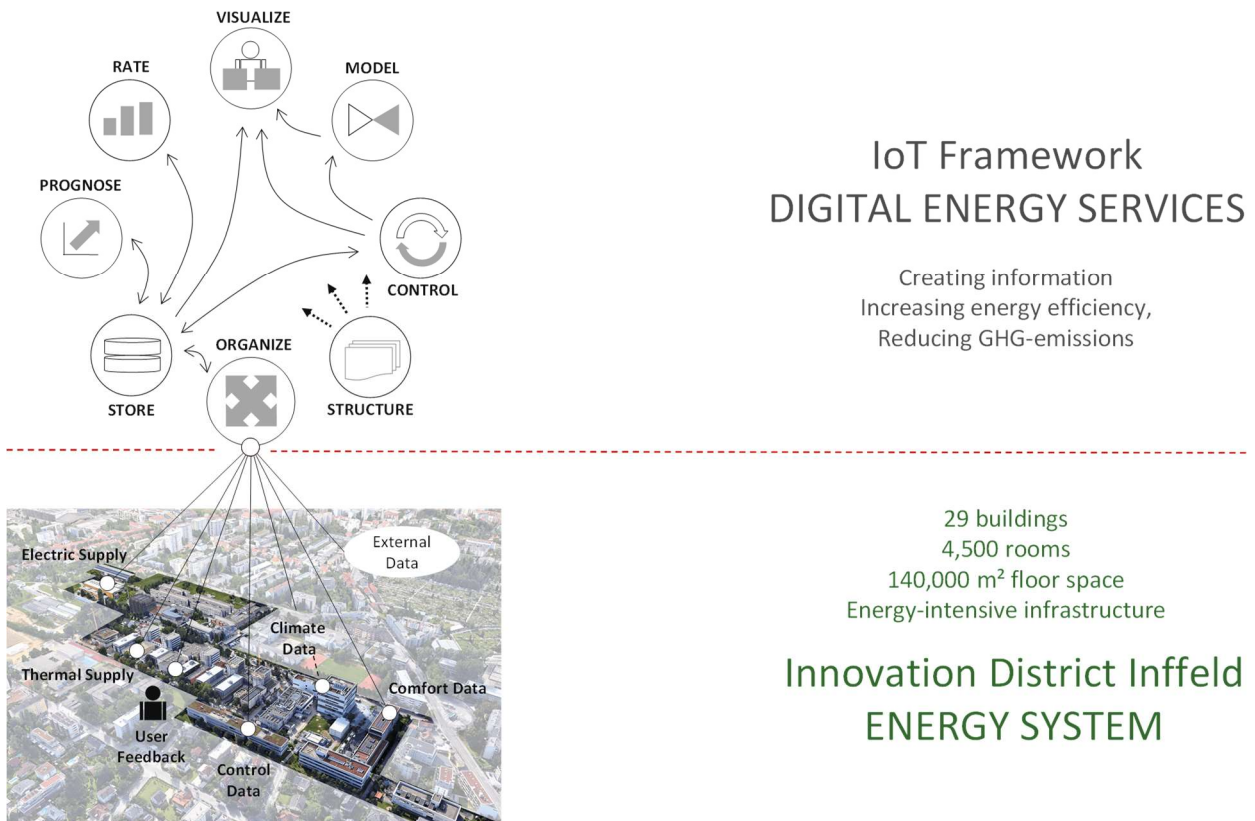 VISUALIZE
RATE
MODEL
PROGNOSE
CONTROL
ORGANIZE
STORE
STRUCTURE
IoT Framework
DIGITAL ENERGY SERVICES
Creating information
Increasing energy efficiency,
Reducing GHG-emissions
Electric Supply
External
Data
Climate
Data
Thermal Supply
Comfort Data
User
Feedback
Control
Data
29 buildings
4,500 rooms
140,000 m² floor space
Energy-intensive infrastructure
Innovation District Inffeld
ENERGY SYSTEM